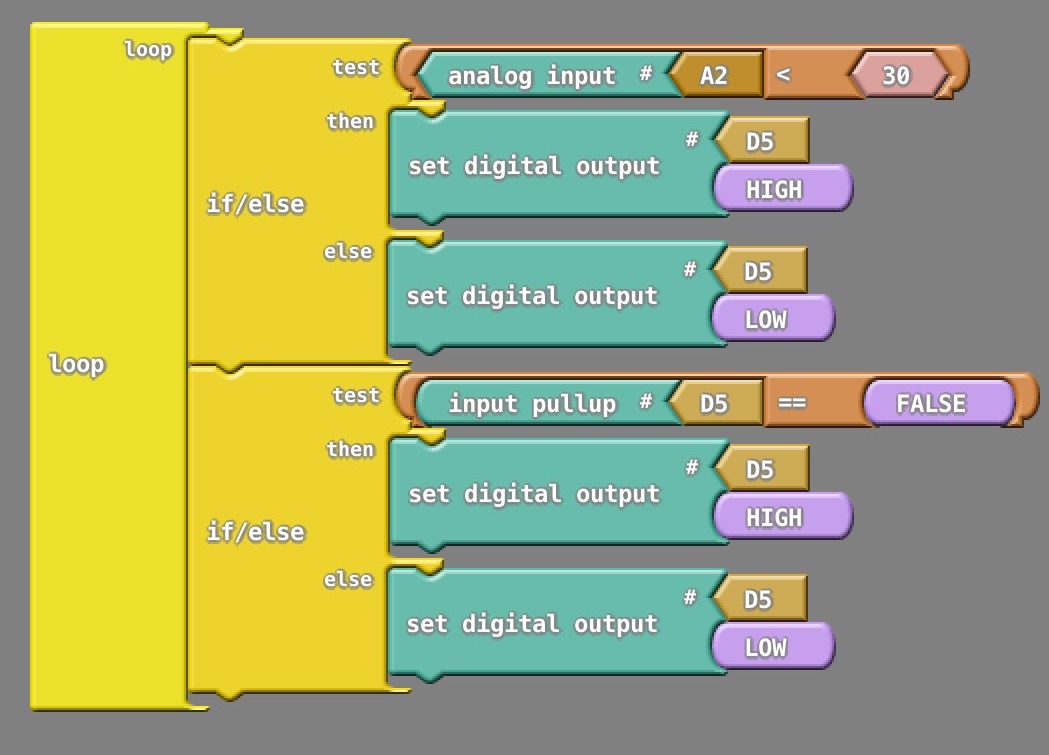 loop
loop
if/else
test
analog input # A2 < 30
then
set digital output
# D5
HIGH
else
set digital output
# D5
LOW
if/else
test
input pullup # D5 == FALSE
then
set digital output
# D5
HIGH
else
set digital output
# D5
LOW